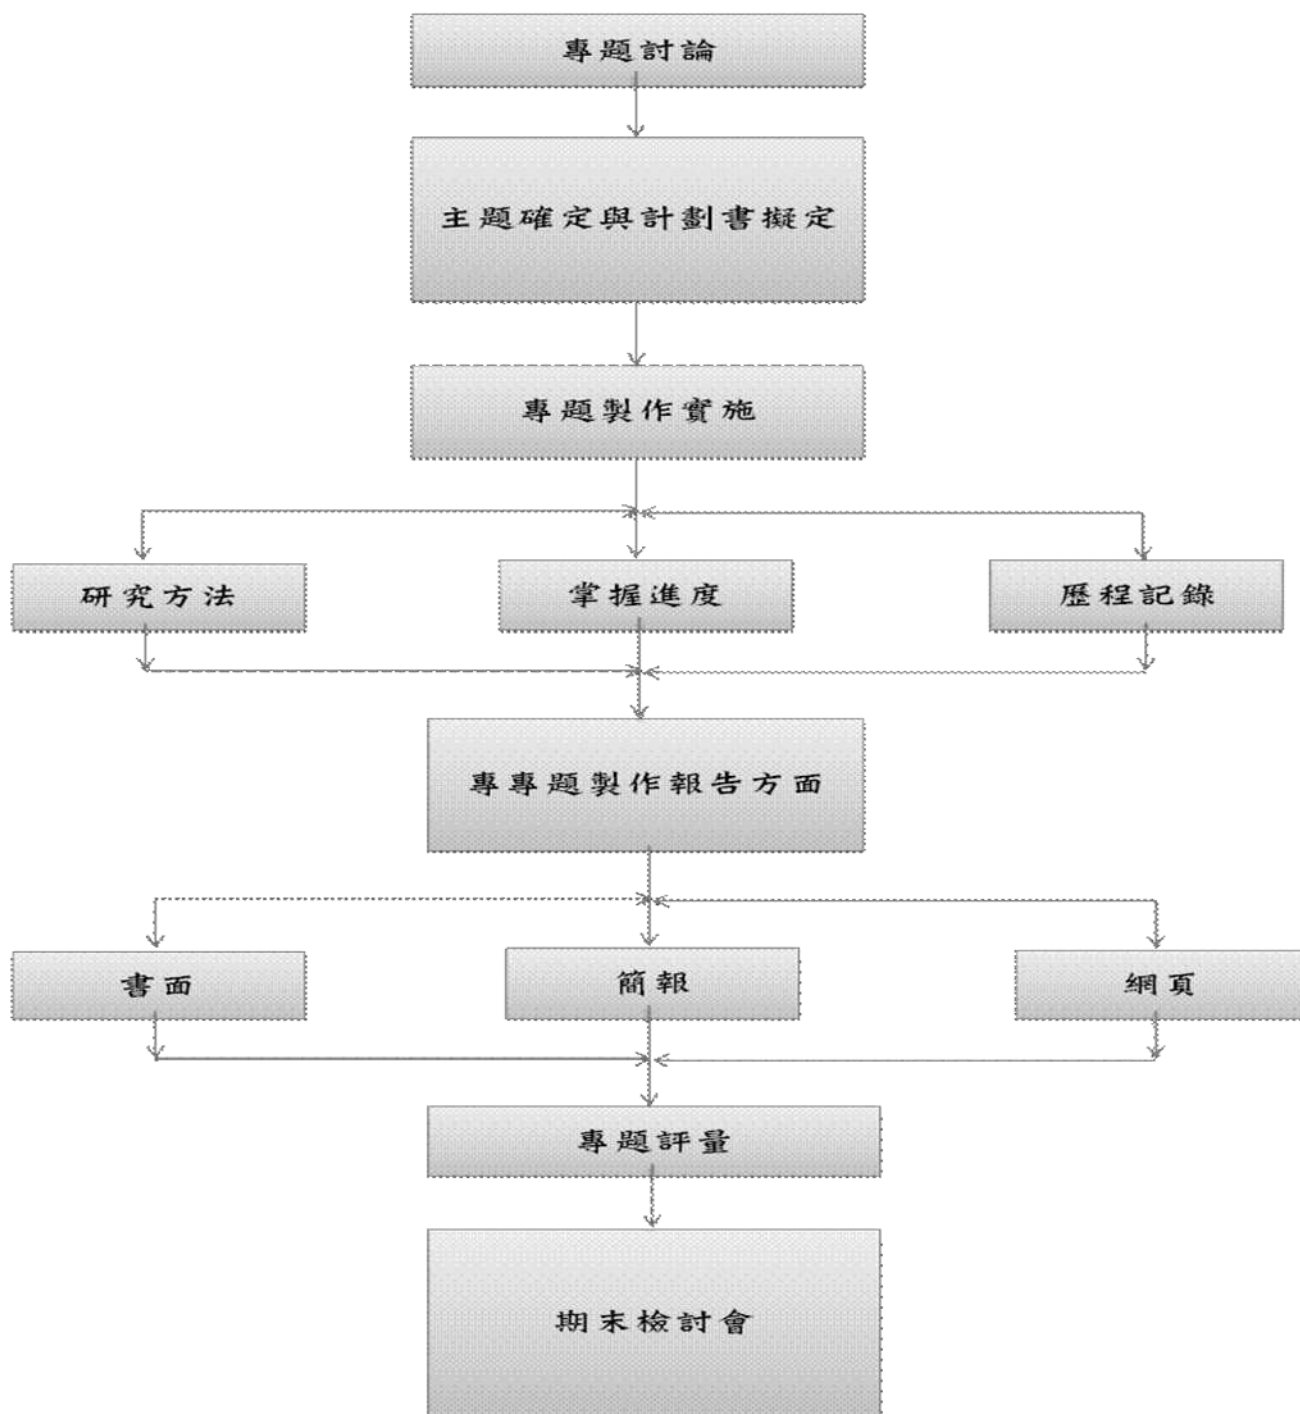 專題討論
主題確定與計劃書擬定
專題製作實施
研究方法
掌握進度
歷程記錄
專專題製作報告方面
書面
簡報
網頁
專題評量
期末檢討會